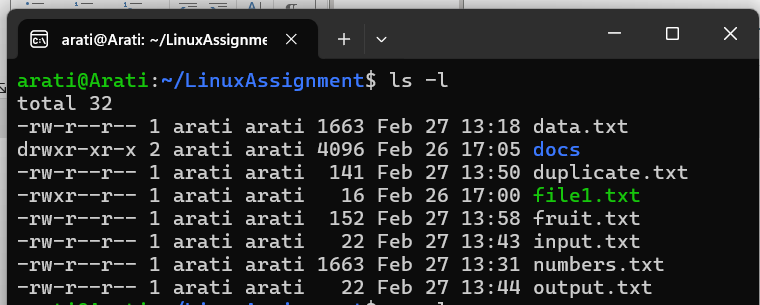 arati@Arati: ~/LinuxAssignme
arati@Arati:~/LinuxAssignment$ ls -l
total 32
-rw-r--r-- 1 arati arati 1663 Feb 27 13:18 data.txt
drwxr-xr-x 2 arati arati 4096 Feb 26 17:05 docs
-rw-r--r-- 1 arati arati  141 Feb 27 13:50 duplicate.txt
-rwxr--r-- 1 arati arati   16 Feb 26 17:00 file1.txt
-rw-r--r-- 1 arati arati  152 Feb 27 13:58 fruit.txt
-rw-r--r-- 1 arati arati   22 Feb 27 13:43 input.txt
-rw-r--r-- 1 arati arati 1663 Feb 27 13:31 numbers.txt
-rw-r--r-- 1 arati arati   22 Feb 27 13:44 output.txt